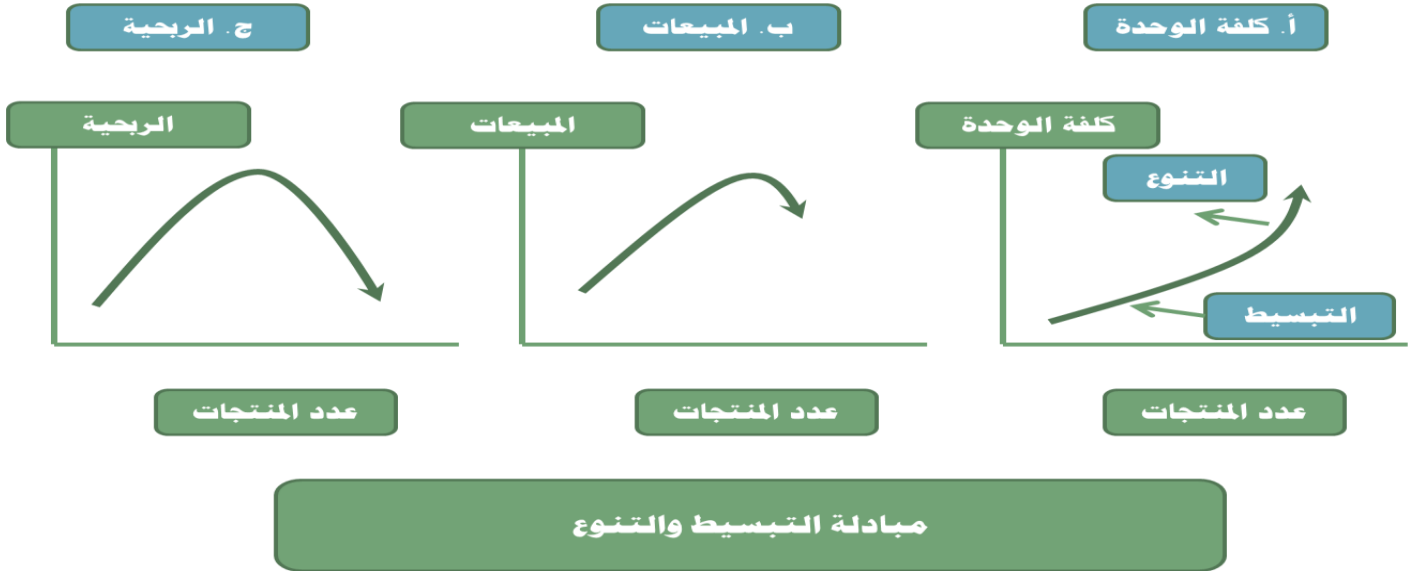 أ. كلفة الوحدة
ب. المبيعات
ج. الربحية
كلفة الوحدة
المبيعات
الربحية
التنوع
التبسيط
عدد المنتجات
عدد المنتجات
عدد المنتجات
مبادلة التبسيط والتنوع